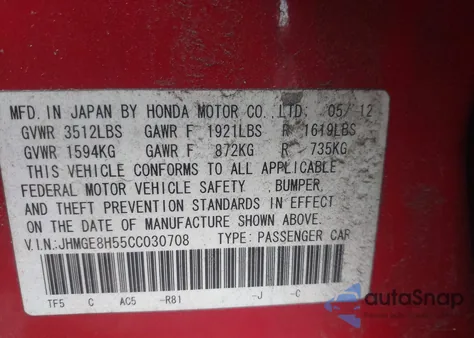 MFD. IN JAPAN BY HONDA MOTOR CO., LTD. 05/12
GVWR 3512LBS GAWR F 1921LBS R 1619LBS
GVWR 1594KG GAWR F 872KG R 735KG
THIS VEHICLE CONFORMS TO ALL APPLICABLE
FEDERAL MOTOR VEHICLE SAFETY , BUMPER,
AND THEFT PREVENTION STANDARDS IN EFFECT
ON THE DATE OF MANUFACTURE SHOWN ABOVE.
V.I.N.:JHMGE8H55CC030708 TYPE: PASSENGER CAR
TF5 C AC5 -R81 -J -C
autoSnap